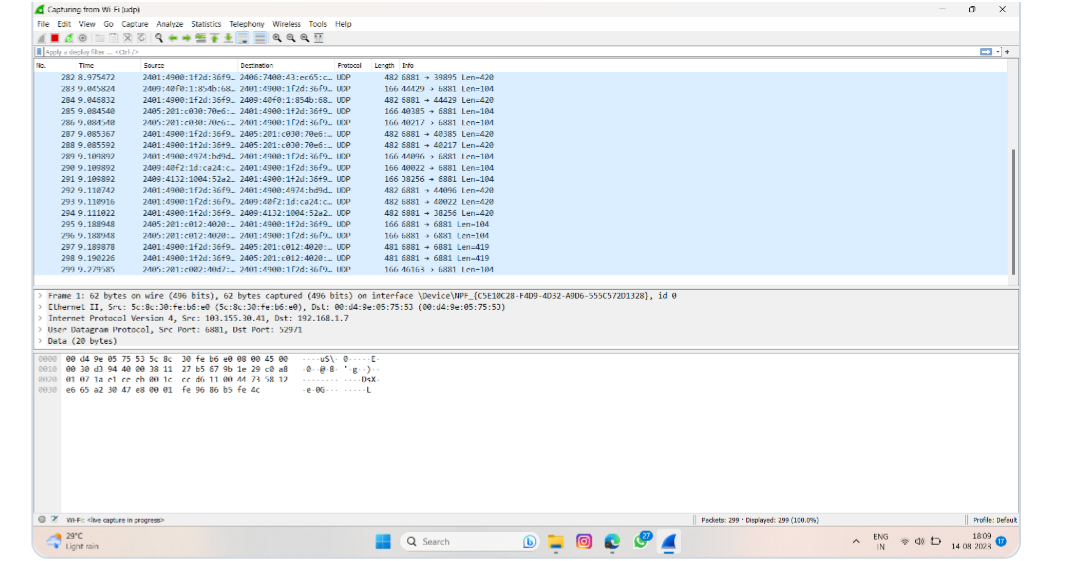 Capturing from Wi-Fi (udp)
File Edit View Go Capture Analyze Statistics Telephony Wireless Tools Help
Apply a display filter ... <Ctrl-/>
No. Time Source Destination Protocol Length Info
282 8.975472 2401:4900:1f2d:36f9… 2406:7400:43:ec65:c… UDP 482 6881 → 39895 Len=420
283 9.045824 2409:40f0:1:854b:68… 2401:4900:1f2d:36f9… UDP 166 44429 → 6881 Len=104
284 9.046832 2401:4900:1f2d:36f9… 2409:40f0:1:854b:68… UDP 482 6881 → 44429 Len=420
285 9.084540 2405:201:c030:70e6:… 2401:4900:1f2d:36f9… UDP 166 40385 → 6881 Len=104
286 9.084540 2405:201:c030:70e6:… 2401:4900:1f2d:36f9… UDP 166 40217 → 6881 Len=104
287 9.085367 2401:4900:1f2d:36f9… 2405:201:c030:70e6:… UDP 482 6881 → 40385 Len=420
288 9.085592 2401:4900:1f2d:36f9… 2405:201:c030:70e6:… UDP 482 6881 → 40217 Len=420
289 9.109892 2401:4900:4974:bd9d… 2401:4900:1f2d:36f9… UDP 166 44096 → 6881 Len=104
290 9.109892 2409:40f2:1d:ca24:c… 2401:4900:1f2d:36f9… UDP 166 40022 → 6881 Len=104
291 9.109892 2409:4132:1004:52a2… 2401:4900:1f2d:36f9… UDP 166 38256 → 6881 Len=104
292 9.110742 2401:4900:1f2d:36f9… 2401:4900:4974:bd9d… UDP 482 6881 → 44096 Len=420
293 9.110916 2401:4900:1f2d:36f9… 2409:40f2:1d:ca24:c… UDP 482 6881 → 40022 Len=420
294 9.111022 2401:4900:1f2d:36f9… 2409:4132:1004:52a2… UDP 482 6881 → 38256 Len=420
295 9.188948 2405:201:c012:4020:… 2401:4900:1f2d:36f9… UDP 166 6881 → 6881 Len=104
296 9.188948 2405:201:c012:4020:… 2401:4900:1f2d:36f9… UDP 166 6881 → 6881 Len=104
297 9.189878 2401:4900:1f2d:36f9… 2405:201:c012:4020:… UDP 481 6881 → 6881 Len=419
298 9.190226 2401:4900:1f2d:36f9… 2405:201:c012:4020:… UDP 481 6881 → 6881 Len=419
299 9.279585 2405:201:c002:40d7:… 2401:4900:1f2d:36f9… UDP 166 46163 → 6881 Len=104
> Frame 1: 62 bytes on wire (496 bits), 62 bytes captured (496 bits) on interface \Device\NPF_{C5E10C28-F4D9-4D32-A9D6-555C572D1328}, id 0
> Ethernet II, Src: 5c:8c:30:fe:b6:e0 (5c:8c:30:fe:b6:e0), Dst: 00:d4:9e:05:75:53 (00:d4:9e:05:75:53)
> Internet Protocol Version 4, Src: 103.155.30.41, Dst: 192.168.1.7
> User Datagram Protocol, Src Port: 6881, Dst Port: 52971
> Data (20 bytes)
0000 00 d4 9e 05 75 53 5c 8c 30 fe b6 e0 08 00 45 00 ····uS\· 0·····E·
0010 00 30 d3 94 40 00 38 11 27 b5 67 9b 1e 29 c0 a8 ·0··@·8· '·g··)··
0020 01 07 1a e1 ce eb 00 1c cc d6 11 00 44 73 58 12 ········ ····DsX·
0030 e6 65 a2 30 47 e8 00 01 fe 96 86 b5 fe 4c ·e·0G··· ·····L
Wi-Fi: <live capture in progress> Packets: 299 · Displayed: 299 (100.0%) Profile: Default
29°C
Light rain
Search
27
ENG
IN
18:09
14-08-2023
17